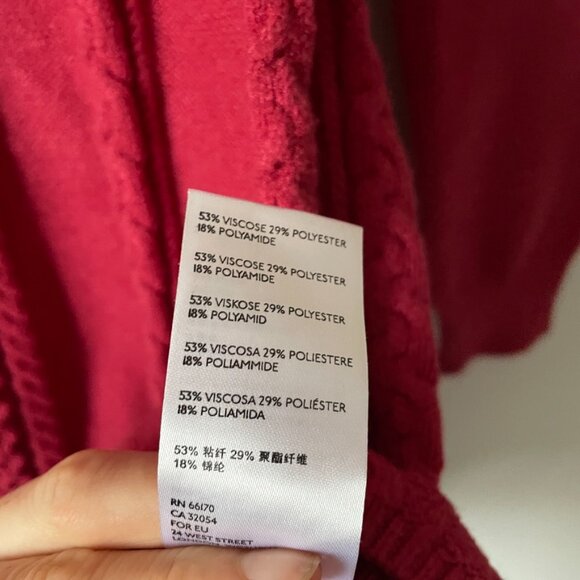 53% VISCOSE 29% POLYESTER
18% POLYAMIDE
53% VISCOSE 29% POLYESTER
18% POLYAMIDE
53% VISKOSE 29% POLYESTER
18% POLYAMID
53% VISCOSA 29% POLIESTERE
18% POLIAMMIDE
53% VISCOSA 29% POLIÉSTER
18% POLIAMIDA
53% 粘纤 29% 聚酯纤维
18% 锦纶
RN 66170
CA 32054
FOR EU
24 WEST STREET
LONDON